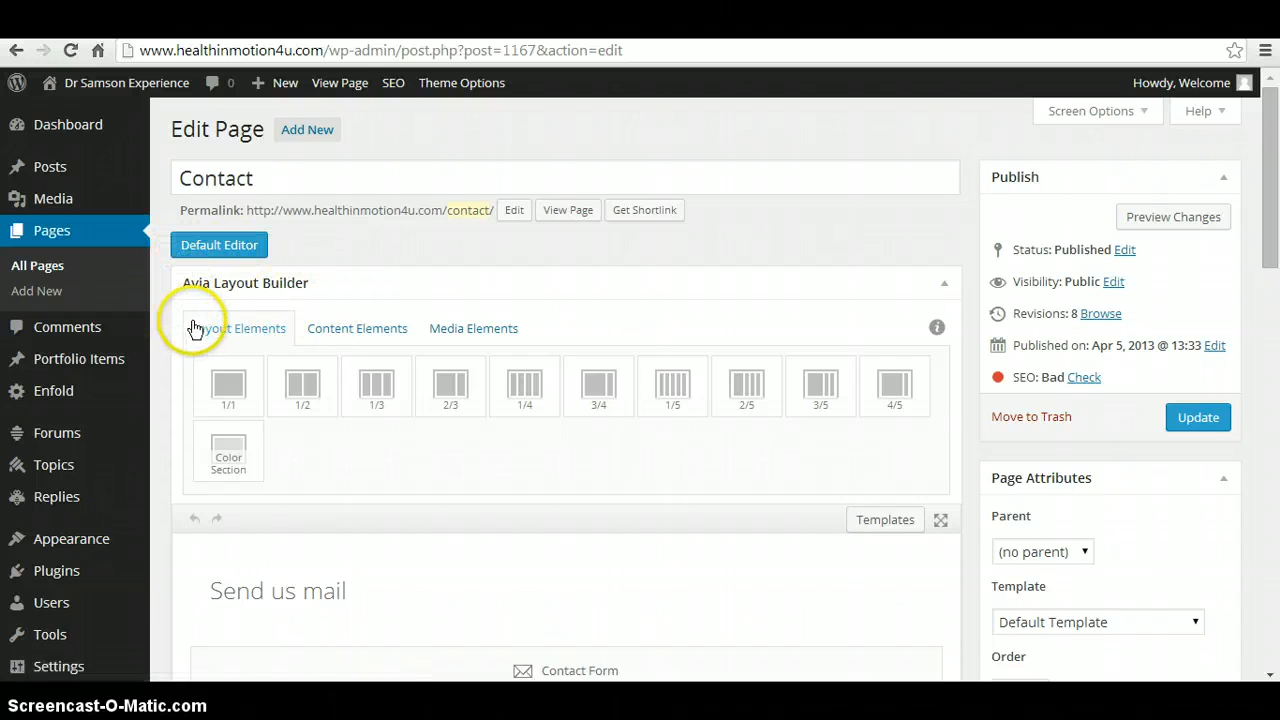 www.healthinmotion4u.com/wp-admin/post.php?post=1167&action=edit
Dr Samson Experience 0 New View Page SEO Theme Options Howdy, Welcome
Screen Options Help
Dashboard
Posts
Media
Pages
All Pages
Add New
Comments
Portfolio Items
Enfold
Forums
Topics
Replies
Appearance
Plugins
Users
Tools
Settings
Edit Page Add New
Contact
Permalink: http://www.healthinmotion4u.com/contact/ Edit View Page Get Shortlink
Default Editor
Avia Layout Builder
Layout Elements Content Elements Media Elements
1/1 1/2 1/3 2/3 1/4 3/4 1/5 2/5 3/5 4/5
Color
Section
Templates
Send us mail
Contact Form
Publish
Preview Changes
Status: Published Edit
Visibility: Public Edit
Revisions: 8 Browse
Published on: Apr 5, 2013 @ 13:33 Edit
SEO: Bad Check
Move to Trash Update
Page Attributes
Parent
(no parent)
Template
Default Template
Order
Screencast-O-Matic.com